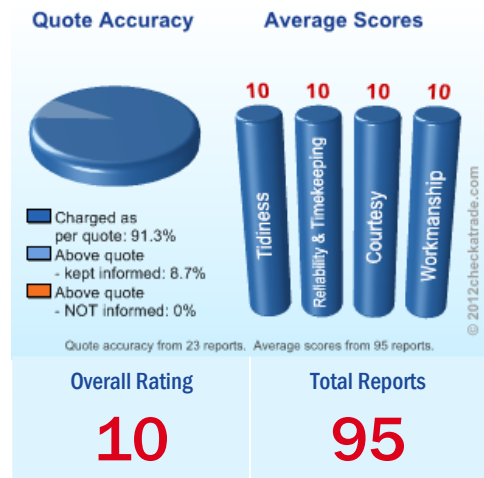 Quote Accuracy
Average Scores
10 10 10 10
Tidiness
Reliability & Timekeeping
Courtesy
Workmanship
Charged as
per quote: 91.3%
Above quote
- kept informed: 8.7%
Above quote
- NOT informed: 0%
© 2012checkatrade.com
Quote accuracy from 23 reports. Average scores from 95 reports.
Overall Rating
10
Total Reports
95